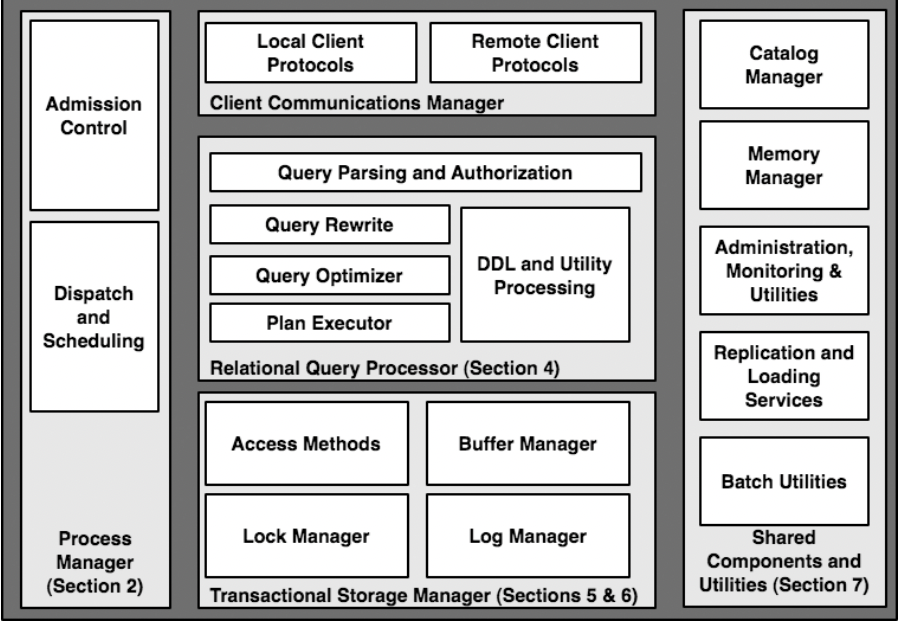 Admission
Control
Dispatch
and
Scheduling
Process
Manager
(Section 2)
Local Client
Protocols
Remote Client
Protocols
Client Communications Manager
Query Parsing and Authorization
Query Rewrite
Query Optimizer
Plan Executor
DDL and Utility
Processing
Relational Query Processor (Section 4)
Access Methods
Buffer Manager
Lock Manager
Log Manager
Transactional Storage Manager (Sections 5 & 6)
Catalog
Manager
Memory
Manager
Administration,
Monitoring &
Utilities
Replication and
Loading
Services
Batch Utilities
Shared
Components and
Utilities (Section 7)